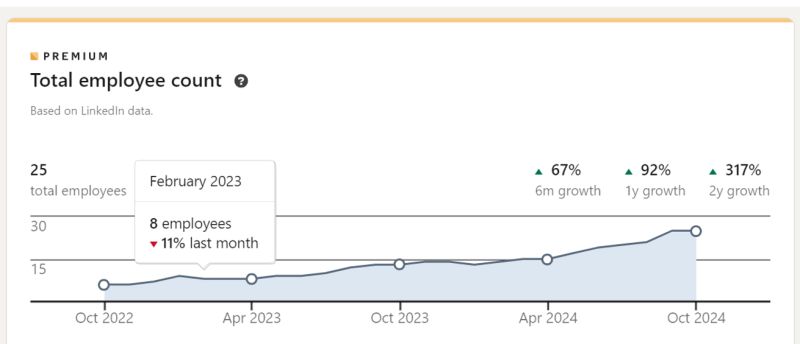 PREMIUM
Total employee count ?
Based on LinkedIn data.
25
total employees
67%
6m growth
92%
1y growth
317%
2y growth
February 2023
8 employees
11% last month
30
15
Oct 2022
Apr 2023
Oct 2023
Apr 2024
Oct 2024